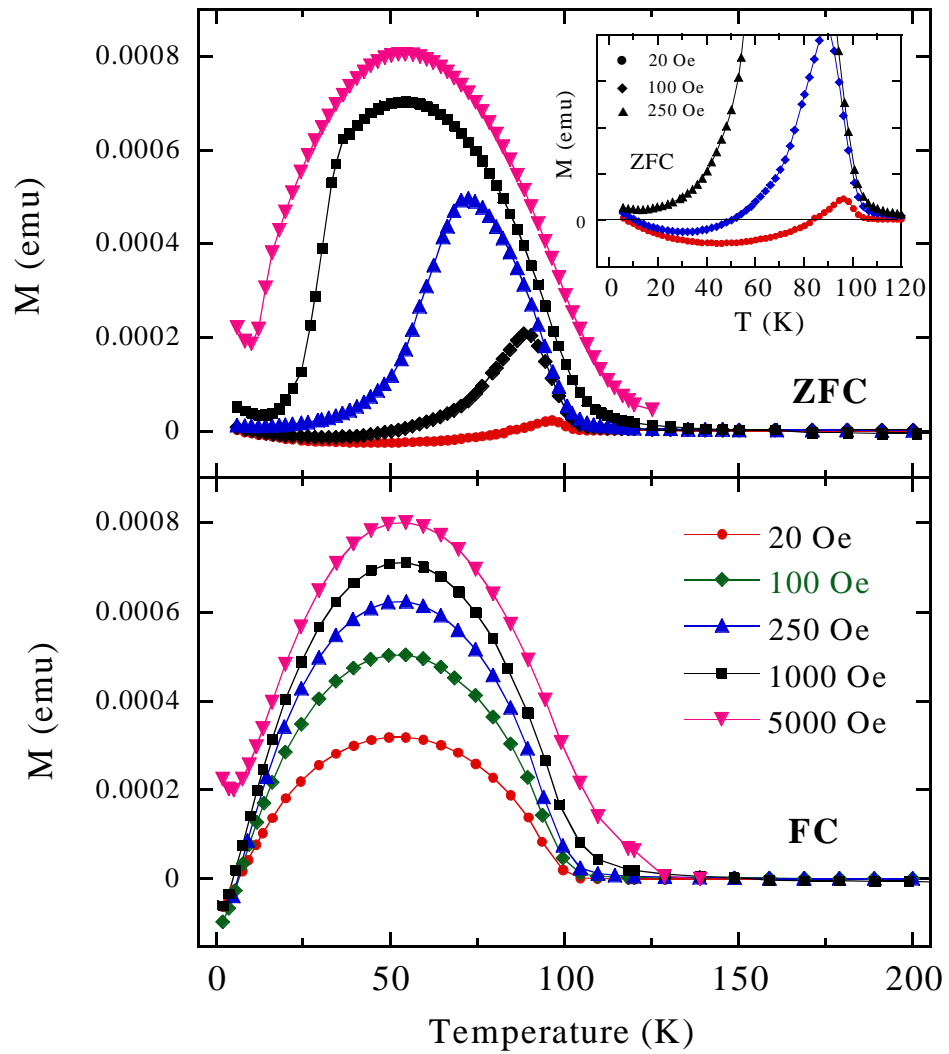 0.0008
0.0006
0.0004
0.0002
0
M (emu)
20 Oe
100 Oe
250 Oe
ZFC
M (emu)
0
0 20 40 60 80 100 120
T (K)
ZFC
0.0008
0.0006
0.0004
0.0002
0
M (emu)
20 Oe
100 Oe
250 Oe
1000 Oe
5000 Oe
FC
0 50 100 150 200
Temperature (K)